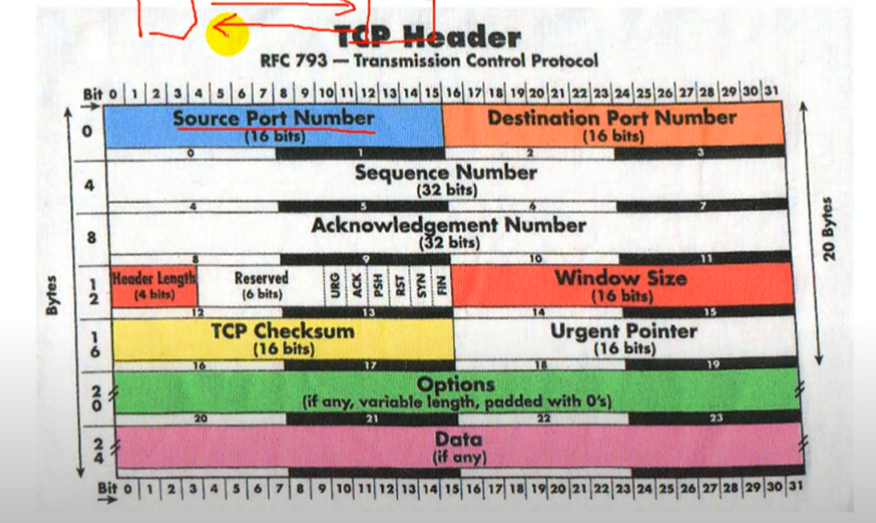 TCP Header
RFC 793 — Transmission Control Protocol
Bit 0 1 2 3 4 5 6 7 8 9 10 11 12 13 14 15 16 17 18 19 20 21 22 23 24 25 26 27 28 29 30 31
0 Source Port Number (16 bits) Destination Port Number (16 bits)
0 1 2 3
4 Sequence Number (32 bits)
4 5 6 7
8 Acknowledgement Number (32 bits)
8 9 10 11
12 Header Length (4 bits) Reserved (6 bits) URG ACK PSH RST SYN FIN Window Size (16 bits)
12 13 14 15
16 TCP Checksum (16 bits) Urgent Pointer (16 bits)
16 17 18 19
20 Options (if any, variable length, padded with 0's)
20 21 22 23
24 Data (if any)
Bit 0 1 2 3 4 5 6 7 8 9 10 11 12 13 14 15 16 17 18 19 20 21 22 23 24 25 26 27 28 29 30 31
Bytes
20 Bytes